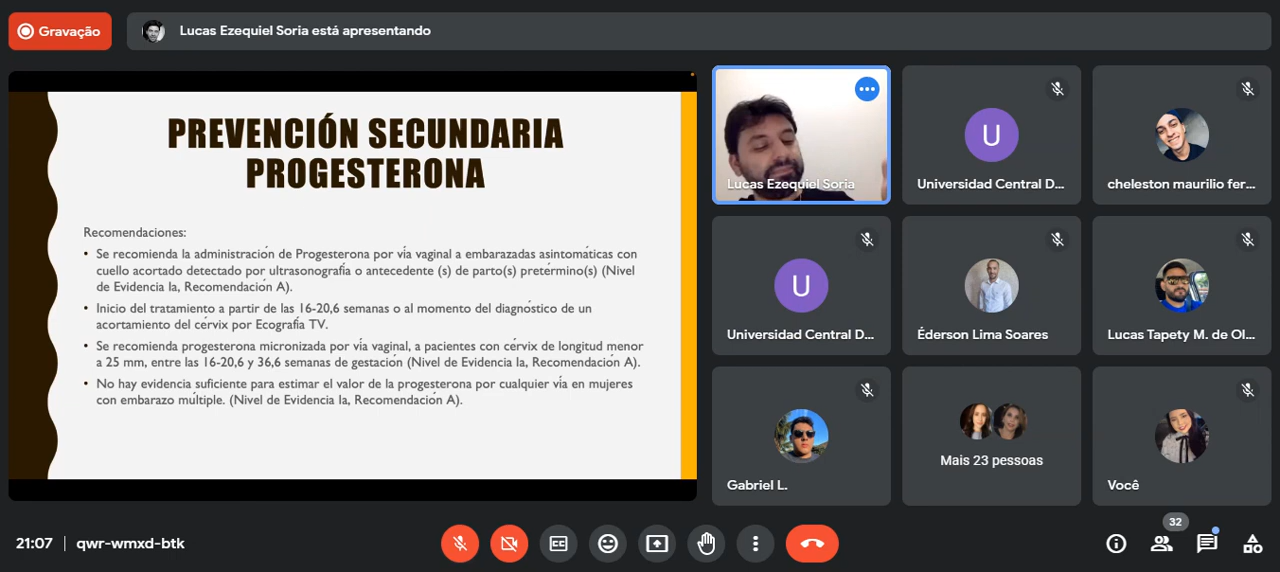 Gravação
Lucas Ezequiel Soria está apresentando
PREVENCIÓN SECUNDARIA
PROGESTERONA
Recomendaciones:
• Se recomienda la administración de Progesterona por vía vaginal a embarazadas asintomáticas con
cuello acortado detectado por ultrasonografía o antecedente (s) de parto(s) pretérmino(s) (Nivel
de Evidencia Ia, Recomendación A).
• Inicio del tratamiento a partir de las 16-20,6 semanas o al momento del diagnóstico de un
acortamiento del cérvix por Ecografía TV.
• Se recomienda progesterona micronizada por vía vaginal, a pacientes con cérvix de longitud menor
a 25 mm, entre las 16-20,6 y 36,6 semanas de gestación (Nivel de Evidencia Ia, Recomendación A).
• No hay evidencia suficiente para estimar el valor de la progesterona por cualquier vía en mujeres
con embarazo múltiple. (Nivel de Evidencia Ia, Recomendación A).
Lucas Ezequiel Soria
U
Universidad Central D...
cheleston maurilio fer...
U
Universidad Central D...
Éderson Lima Soares
Lucas Tapety M. de Ol...
Gabriel L.
Mais 23 pessoas
Você
21:07 | qwr-wmxd-btk
CC
32